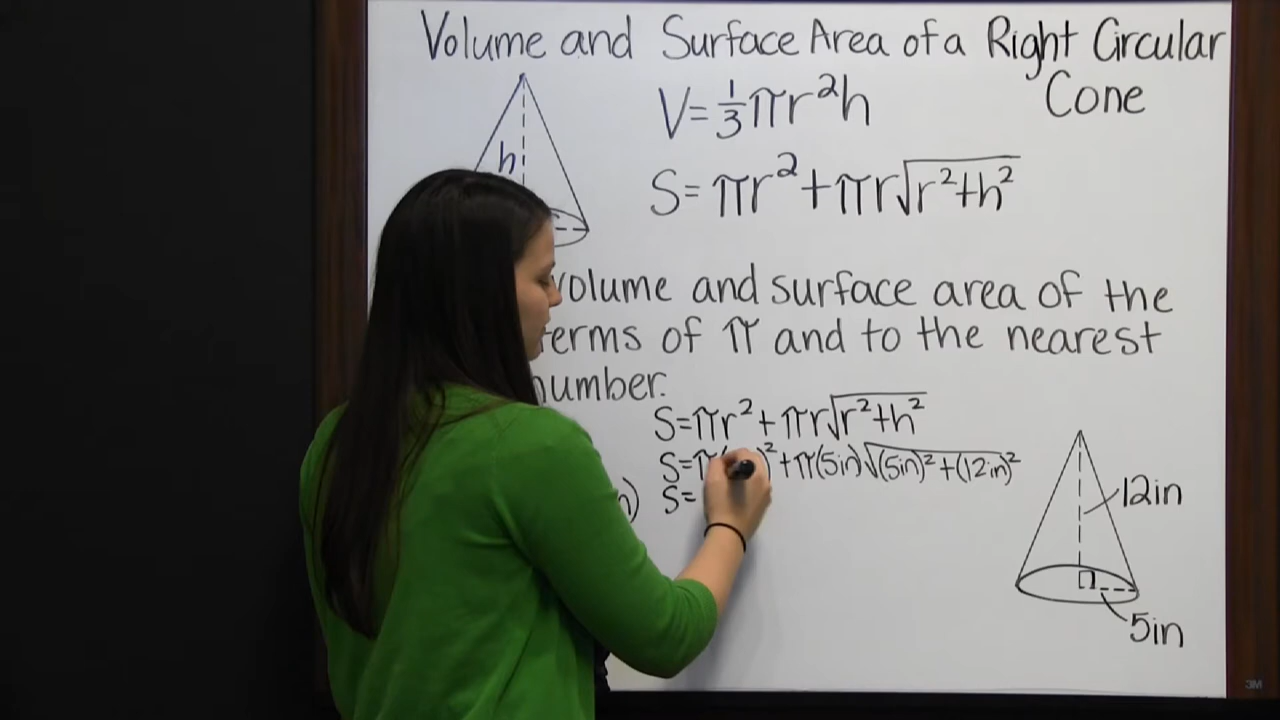 Volume and Surface Area of a Right Circular
Cone
V=⅓πr²h
h
S=πr²+πr√(r²+h²)
volume and surface area of the
terms of π and to the nearest
number.
S=πr²+πr√(r²+h²)
S=π( )²+π(5in)√((5in)²+(12in)²)
S=
12in
5in
3M